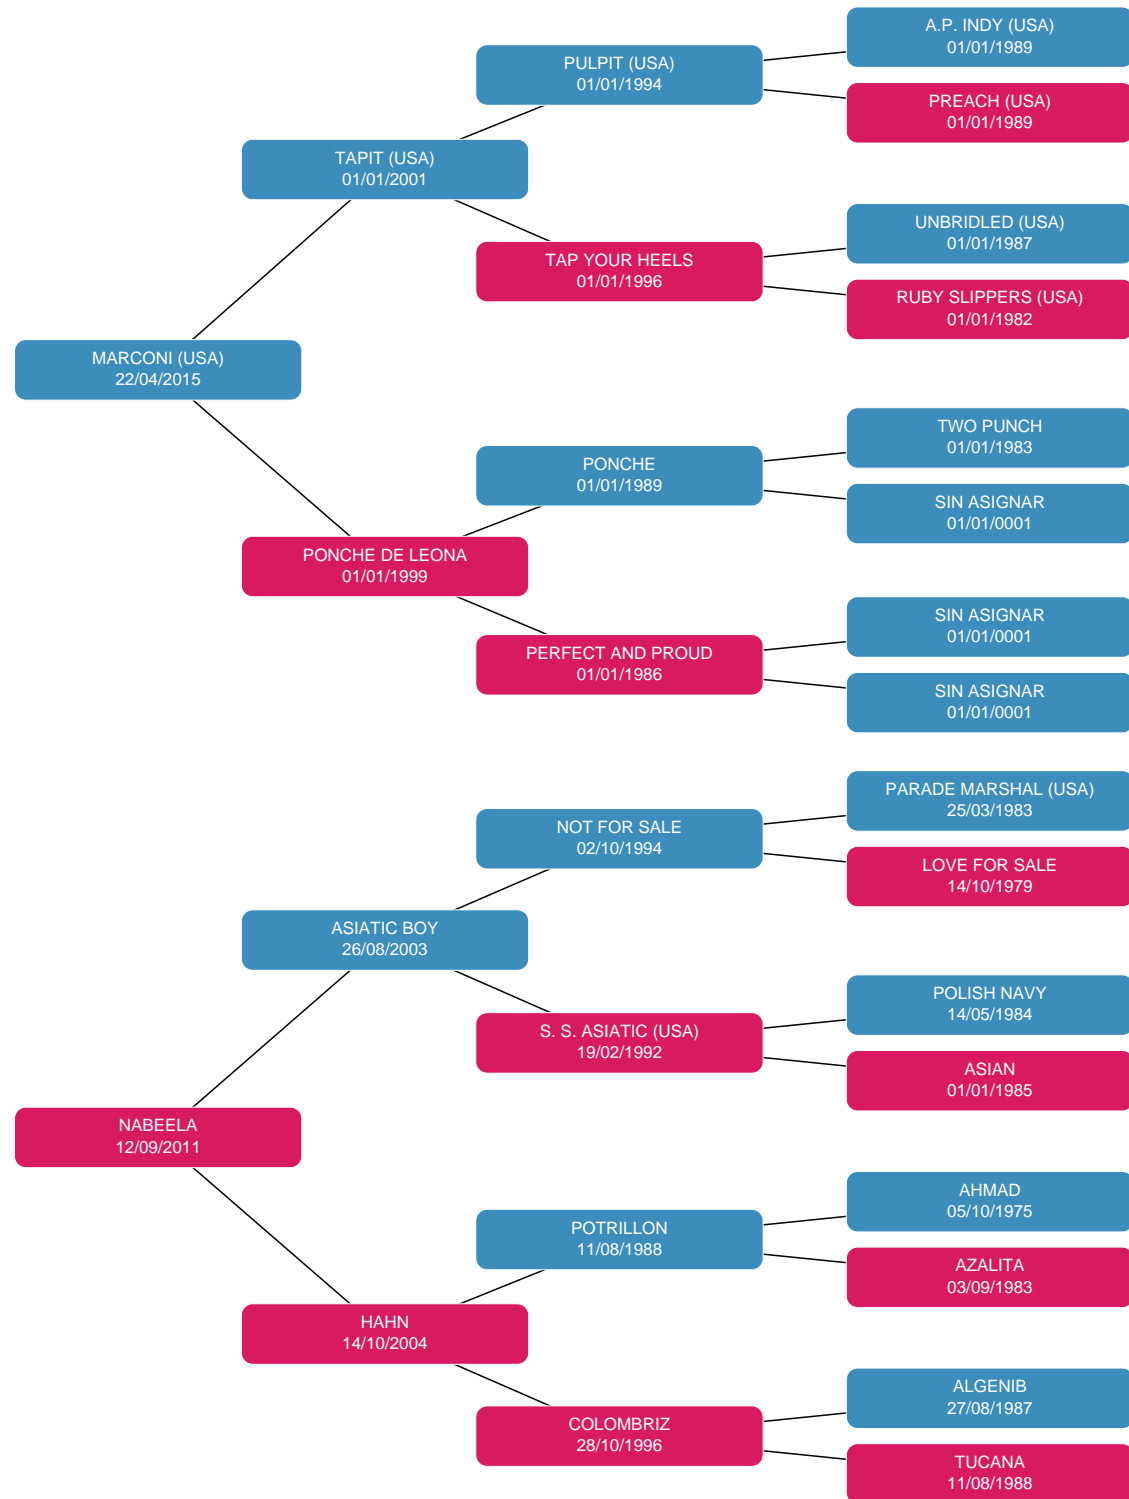 A.P. INDY (USA)
01/01/1989
PULPIT (USA)
01/01/1994
PREACH (USA)
01/01/1989
TAPIT (USA)
01/01/2001
UNBRIDLED (USA)
01/01/1987
TAP YOUR HEELS
01/01/1996
RUBY SLIPPERS (USA)
01/01/1982
MARCONI (USA)
22/04/2015
TWO PUNCH
01/01/1983
PONCHE
01/01/1989
SIN ASIGNAR
01/01/0001
PONCHE DE LEONA
01/01/1999
SIN ASIGNAR
01/01/0001
PERFECT AND PROUD
01/01/1986
SIN ASIGNAR
01/01/0001
PARADE MARSHAL (USA)
25/03/1983
NOT FOR SALE
02/10/1994
LOVE FOR SALE
14/10/1979
ASIATIC BOY
26/08/2003
POLISH NAVY
14/05/1984
S. S. ASIATIC (USA)
19/02/1992
ASIAN
01/01/1985
NABEELA
12/09/2011
AHMAD
05/10/1975
POTRILLON
11/08/1988
AZALITA
03/09/1983
HAHN
14/10/2004
ALGENIB
27/08/1987
COLOMBRIZ
28/10/1996
TUCANA
11/08/1988